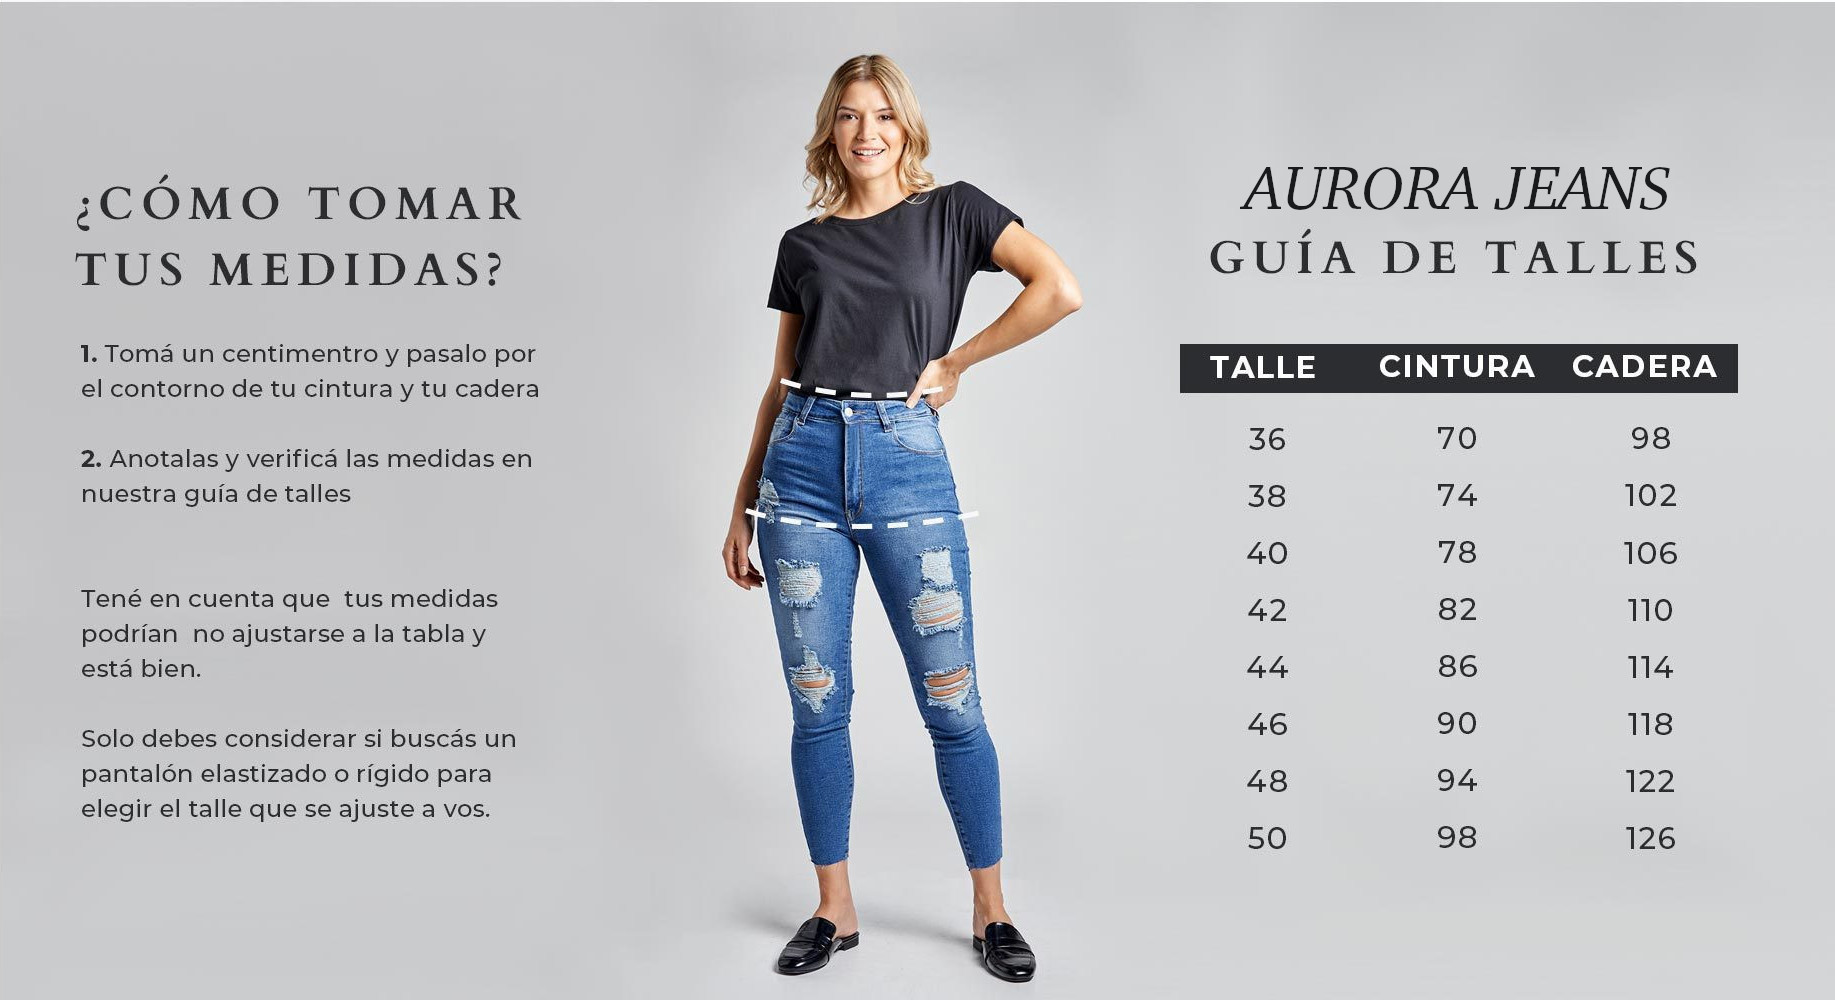 ¿CÓMO TOMAR
TUS MEDIDAS?
1. Tomá un centimentro y pasalo por
el contorno de tu cintura y tu cadera
2. Anotalas y verificá las medidas en
nuestra guía de talles
Tené en cuenta que tus medidas
podrían no ajustarse a la tabla y
está bien.
Solo debes considerar si buscás un
pantalón elastizado o rígido para
elegir el talle que se ajuste a vos.
AURORA JEANS
GUÍA DE TALLES
TALLE CINTURA CADERA
36 70 98
38 74 102
40 78 106
42 82 110
44 86 114
46 90 118
48 94 122
50 98 126